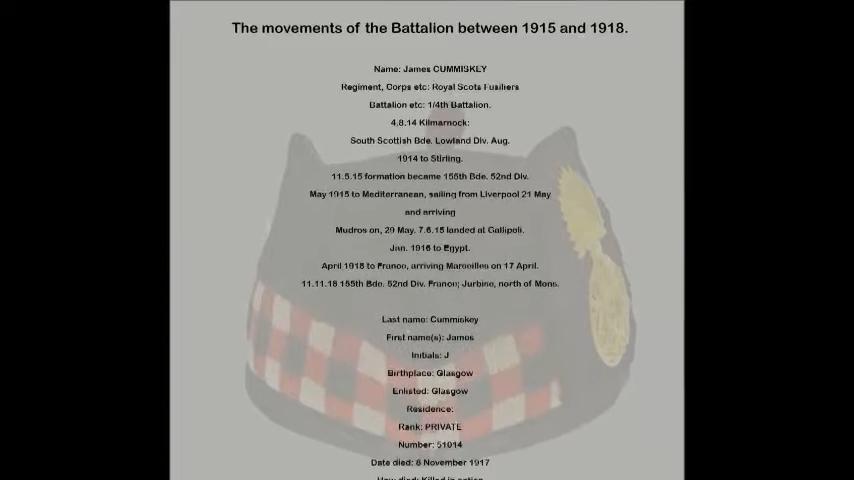 The movements of the Battalion between 1915 and 1918.
Name: James CUMMISKEY
Regiment, Corps etc: Royal Scots Fusiliers
Battalion etc: 1/4th Battalion.
4.8.14 Kilmarnock:
South Scottish Bde. Lowland Div. Aug.
1914 to Stirling.
11.5.15 formation became 155th Bde. 52nd Div.
May 1915 to Mediterranean, sailing from Liverpool 21 May
and arriving
Mudros on, 29 May. 7.6.15 landed at Gallipoli.
Jan. 1916 to Egypt.
April 1918 to France, arriving Marseilles on 17 April.
11.11.18 155th Bde. 52nd Div. France; Jurbise, north of Mons.
Last name: Cummiskey
First name(s): James
Initials: J
Birthplace: Glasgow
Enlisted: Glasgow
Residence:
Rank: PRIVATE
Number: 51014
Date died: 8 November 1917
How died: Killed in action